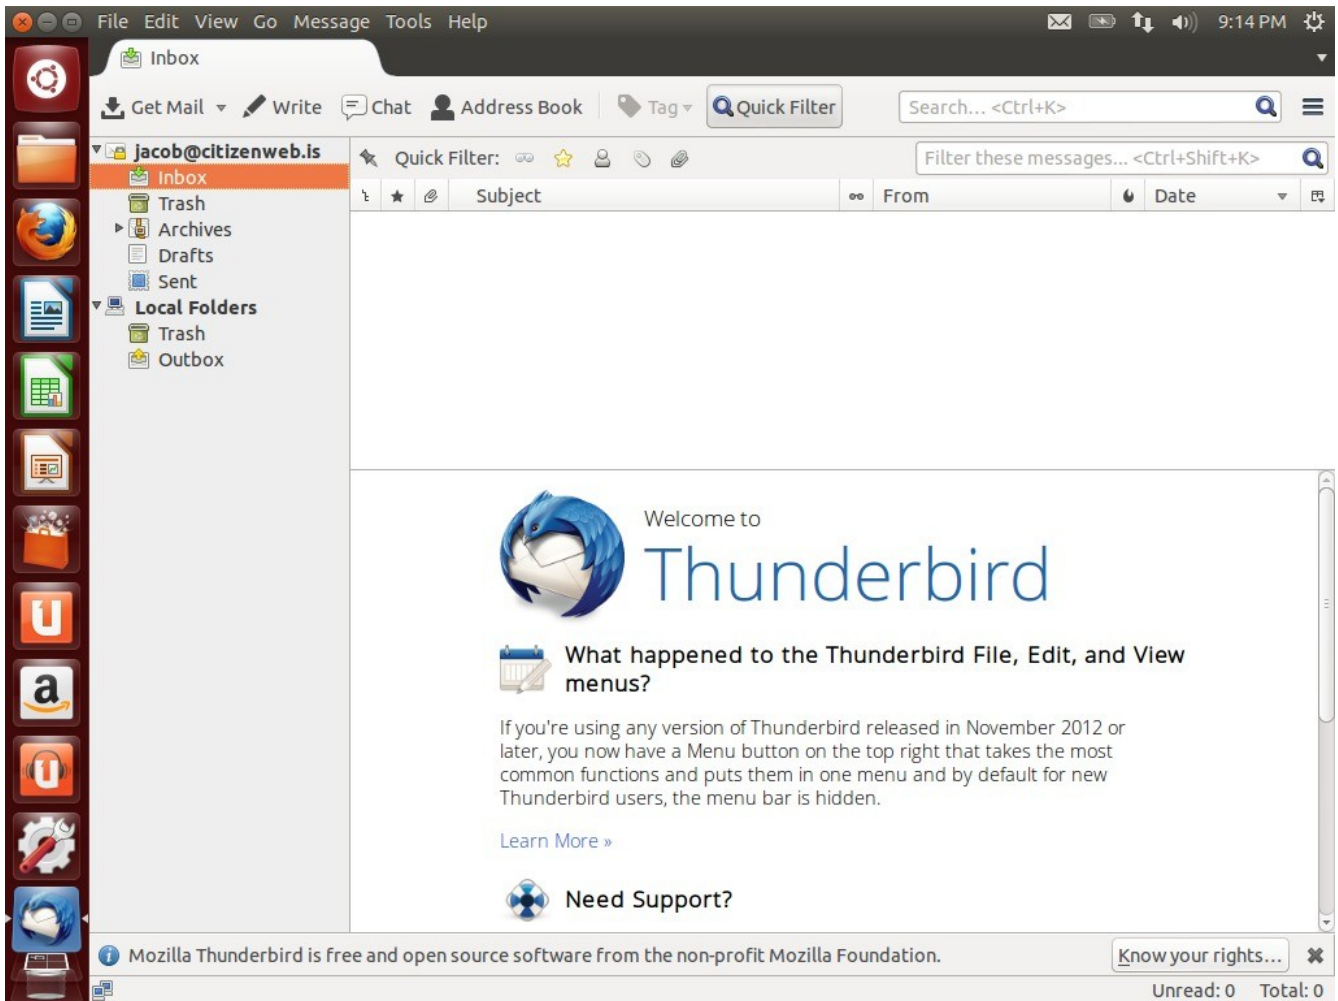 File Edit View Go Message Tools Help 9:14 PM
Inbox
Get Mail Write Chat Address Book Tag Quick Filter Search... <Ctrl+K>
jacob@citizenweb.is
Inbox
Trash
Archives
Drafts
Sent
Local Folders
Trash
Outbox
Quick Filter: Filter these messages... <Ctrl+Shift+K>
Subject From Date
Welcome to
Thunderbird
What happened to the Thunderbird File, Edit, and View
menus?
If you're using any version of Thunderbird released in November 2012 or
later, you now have a Menu button on the top right that takes the most
common functions and puts them in one menu and by default for new
Thunderbird users, the menu bar is hidden.
Learn More »
Need Support?
Mozilla Thunderbird is free and open source software from the non-profit Mozilla Foundation. Know your rights...
Unread: 0 Total: 0